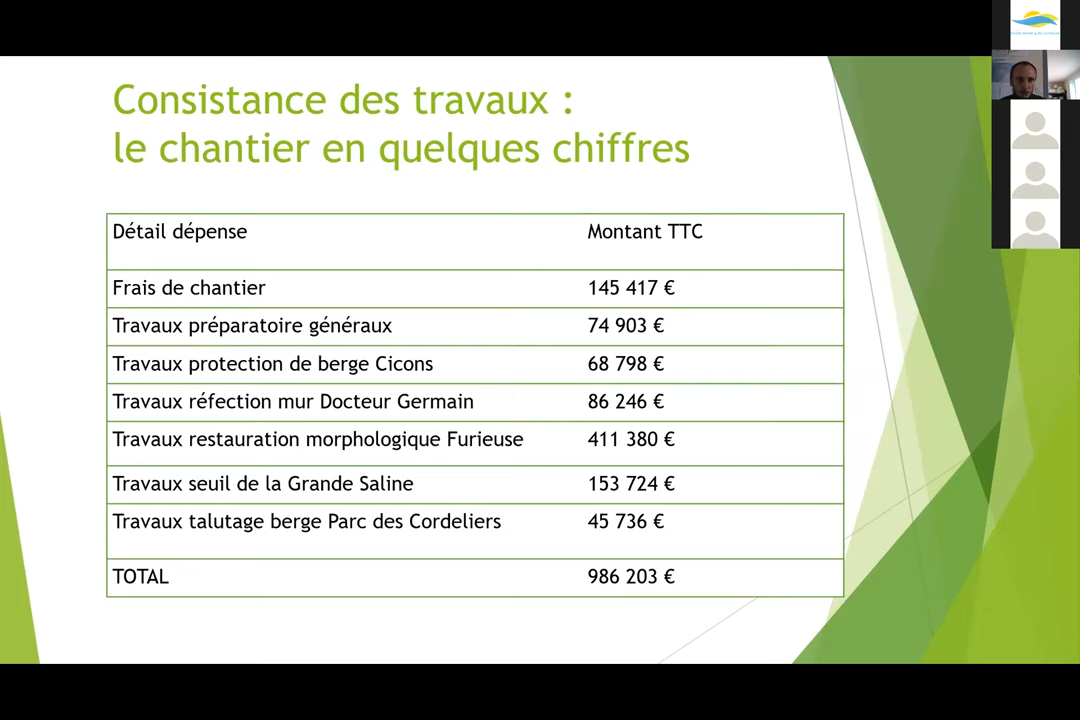 Consistance des travaux :
le chantier en quelques chiffres
Détail dépense Montant TTC
Frais de chantier 145 417 €
Travaux préparatoire généraux 74 903 €
Travaux protection de berge Cicons 68 798 €
Travaux réfection mur Docteur Germain 86 246 €
Travaux restauration morphologique Furieuse 411 380 €
Travaux seuil de la Grande Saline 153 724 €
Travaux talutage berge Parc des Cordeliers 45 736 €
TOTAL 986 203 €